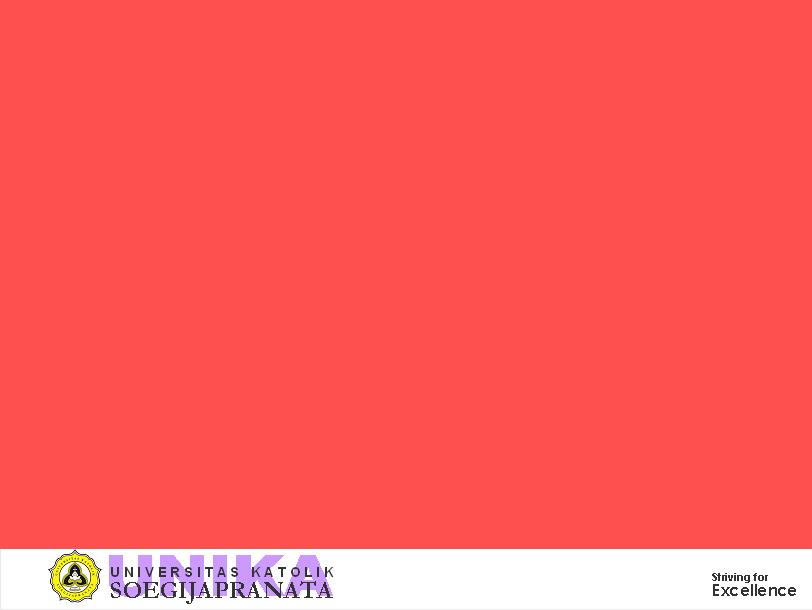 UNIKA
UNIVERSITAS KATOLIK
SOEGIJAPRANATA
Striving for
Excellence